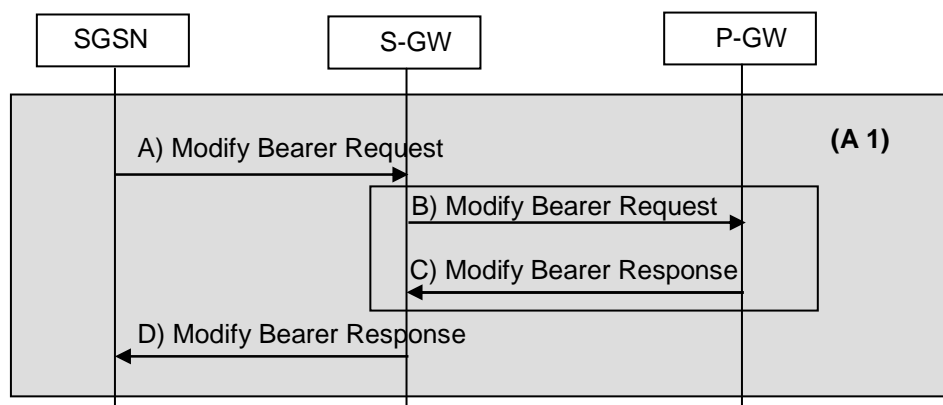 SGSN
S-GW
P-GW
(A 1)
A) Modify Bearer Request
B) Modify Bearer Request
C) Modify Bearer Response
D) Modify Bearer Response